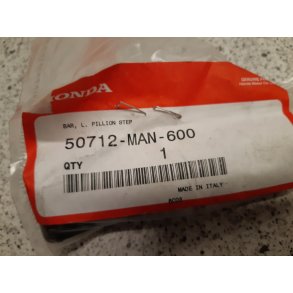 HONDA
BAR, L. PILLION STEP
50712-MAN-600
QTY 1
MADE IN ITALY